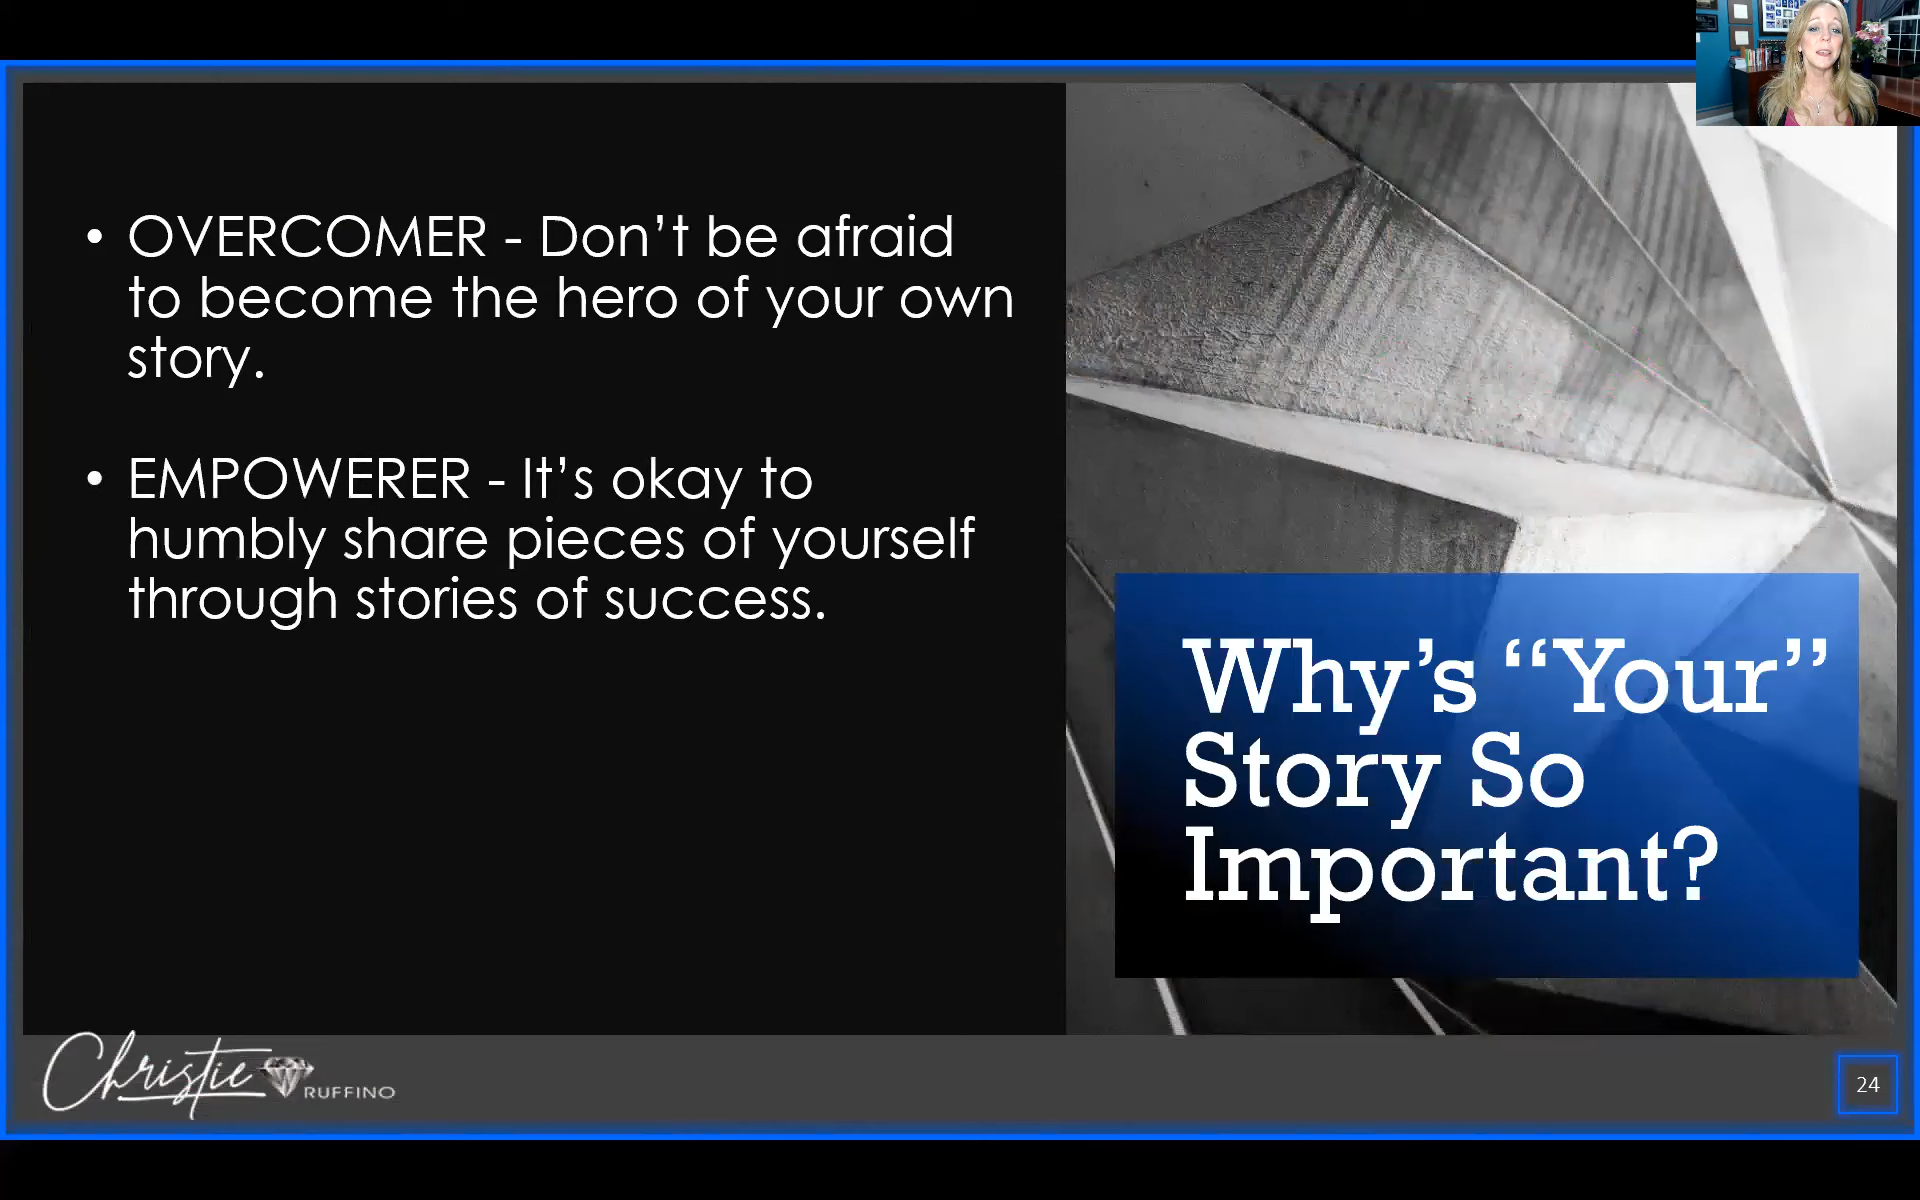 • OVERCOMER - Don’t be afraid
to become the hero of your own
story.
• EMPOWERER - It’s okay to
humbly share pieces of yourself
through stories of success.
Why’s “Your”
Story So
Important?
Christie RUFFINO
24